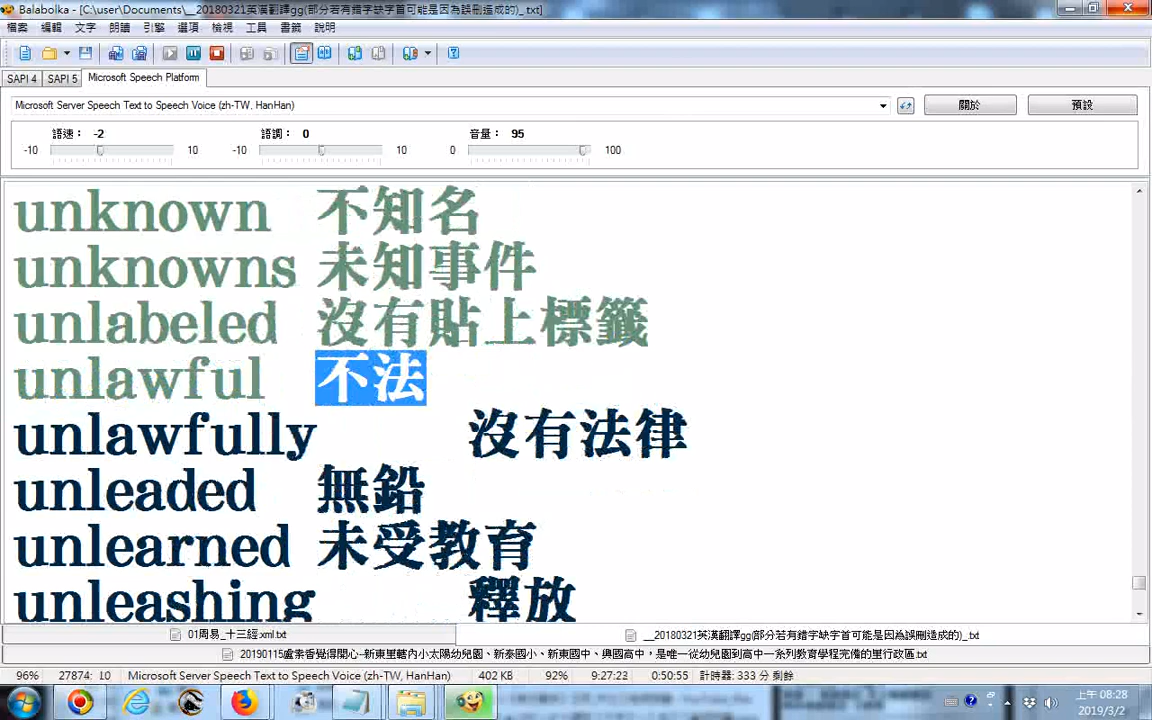 Balabolka - [C:\user\Documents\__20180321英漢翻譯gg(部分若有錯字缺字首可能是因為誤刪造成的)_.txt]
檔案 編輯 文字 朗讀 引擎 選項 檢視 工具 書籤 說明
SAPI 4 SAPI 5 Microsoft Speech Platform
Microsoft Server Speech Text to Speech Voice (zh-TW, HanHan) 關於 預設
語速： -2 語調： 0 音量： 95
-10 10 -10 10 0 100
unknown 不知名
unknowns 未知事件
unlabeled 沒有貼上標籤
unlawful 不法
unlawfully 沒有法律
unleaded 無鉛
unlearned 未受教育
unleashing 釋放
01周易_十三經.xml.txt __20180321英漢翻譯gg(部分若有錯字缺字首可能是因為誤刪造成的)_.txt
20190115盧素香覺得開心--新東里轄內小太陽幼兒園、新泰國小、新東國中、興國高中，是唯一從幼兒園到高中一系列教育學程完備的里行政區.txt
96% 27874: 10 Microsoft Server Speech Text to Speech Voice (zh-TW, HanHan) 402 KB 92% 9:27:22 0:50:55 計時器: 333 分 剩餘
上午 08:28
2019/3/2